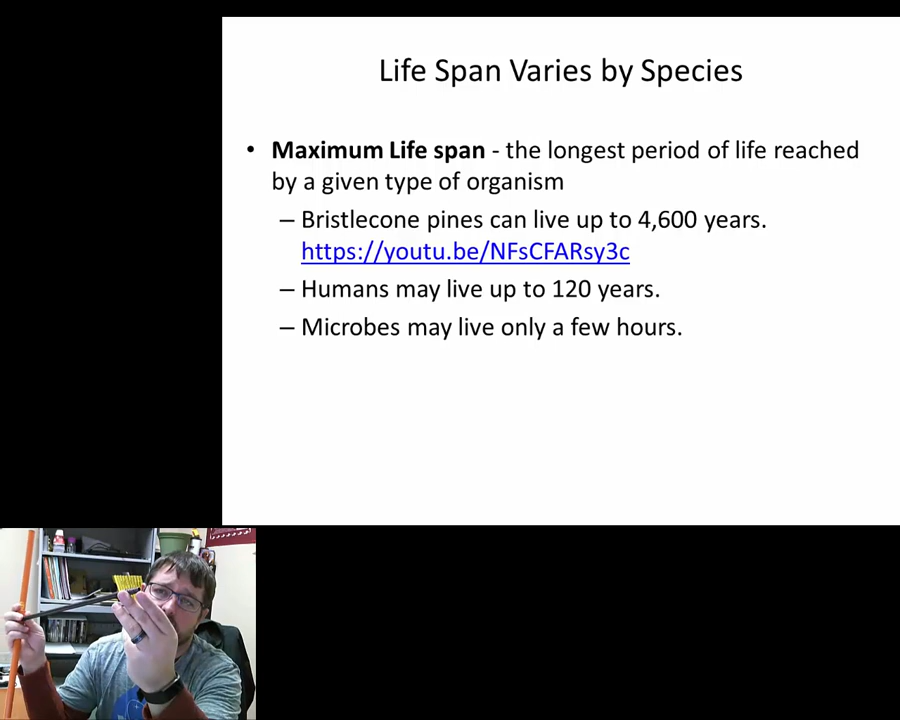 Life Span Varies by Species
• Maximum Life span - the longest period of life reached
by a given type of organism
– Bristlecone pines can live up to 4,600 years.
https://youtu.be/NFsCFARsy3c
– Humans may live up to 120 years.
– Microbes may live only a few hours.